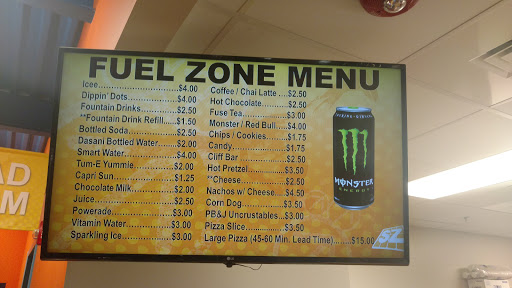 FUEL ZONE MENU
Icee..........................$4.00
Dippin' Dots....................$4.00
Fountain Drinks.................$2.50
**Fountain Drink Refill....$1.50
Bottled Soda....................$2.50
Dasani Bottled Water.......$2.00
Smart Water....................$4.00
Tum-E Yummie................$2.00
Capri Sun.......................$1.25
Chocolate Milk................$2.00
Juice............................$2.50
Powerade.......................$3.00
Vitamin Water.................$3.00
Sparkling Ice..................$3.00
Coffee / Chai Latte ....$2.50
Hot Chocolate............$2.50
Fuse Tea....................$3.00
Monster / Red Bull.....$4.00
Chips / Cookies.........$1.75
Candy.......................$1.75
Cliff Bar....................$2.50
Hot Pretzel................$3.50
**Cheese...................$2.50
Nachos w/ Cheese......$4.50
Corn Dog...................$3.50
PB&J Uncrustables....$3.00
Pizza Slice................$3.50
Large Pizza (45-60 Min. Lead Time).......$15.00
MONSTER
ENERGY
SZ
AD
M
LG